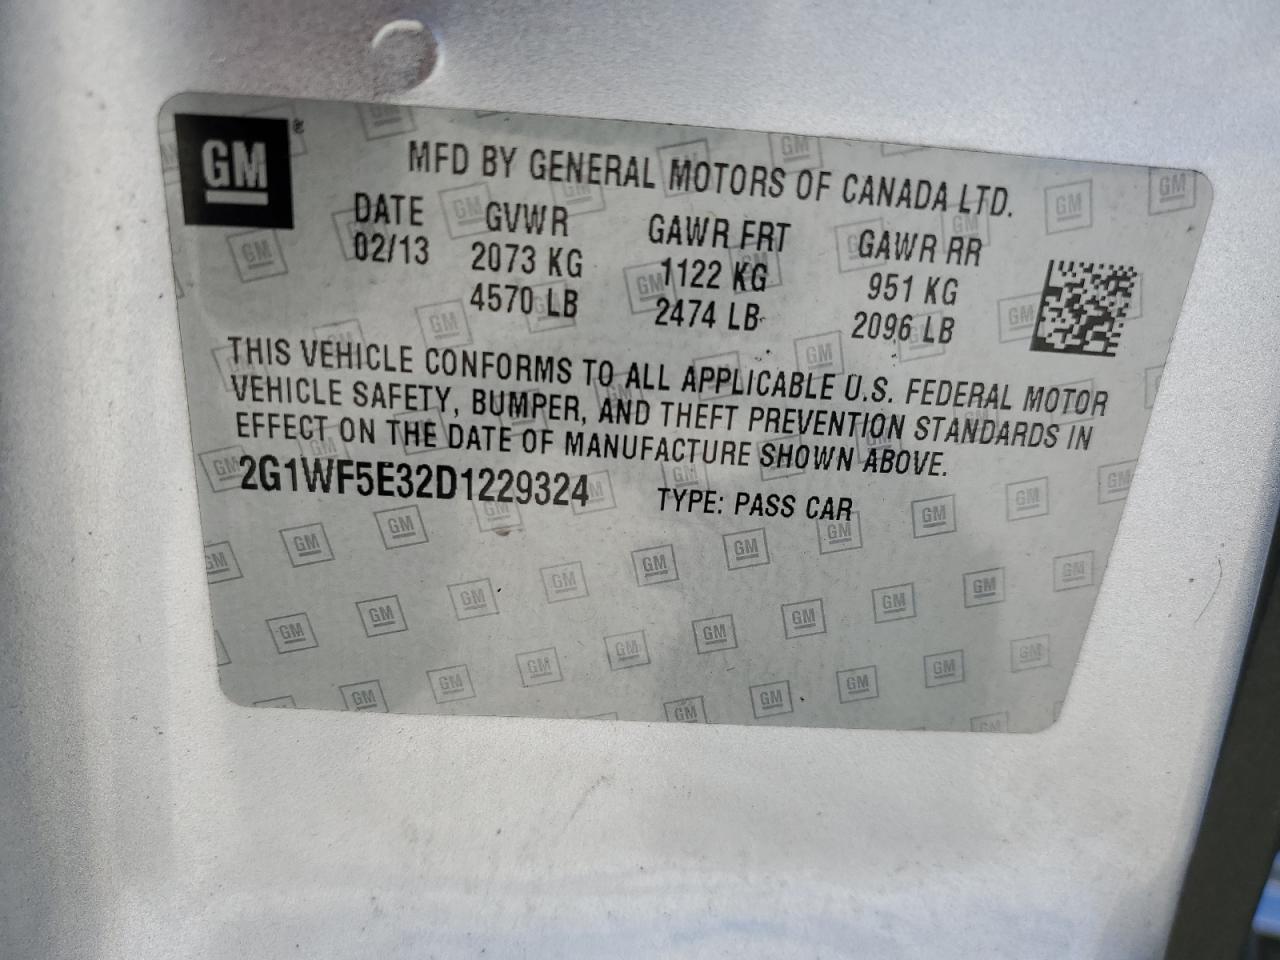 GM ®
MFD BY GENERAL MOTORS OF CANADA LTD.
DATE GVWR GAWR FRT GAWR RR
02/13 2073 KG 1122 KG 951 KG
4570 LB 2474 LB 2096 LB
THIS VEHICLE CONFORMS TO ALL APPLICABLE U.S. FEDERAL MOTOR
VEHICLE SAFETY, BUMPER, AND THEFT PREVENTION STANDARDS IN
EFFECT ON THE DATE OF MANUFACTURE SHOWN ABOVE.
2G1WF5E32D1229324 TYPE: PASS CAR